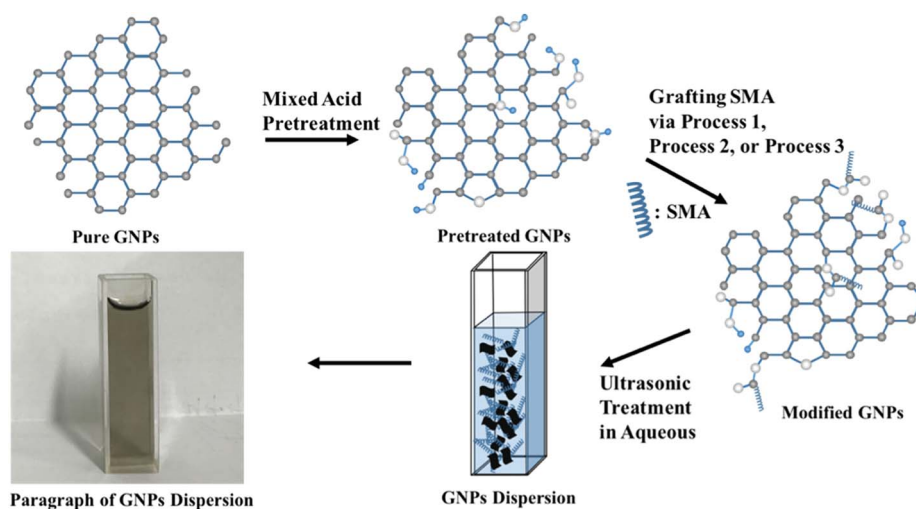 Mixed Acid
Pretreatment
Grafting SMA
via Process 1,
Process 2, or Process 3
: SMA
Pure GNPs
Pretreated GNPs
Modified GNPs
Ultrasonic
Treatment
in Aqueous
GNPs Dispersion
Paragraph of GNPs Dispersion